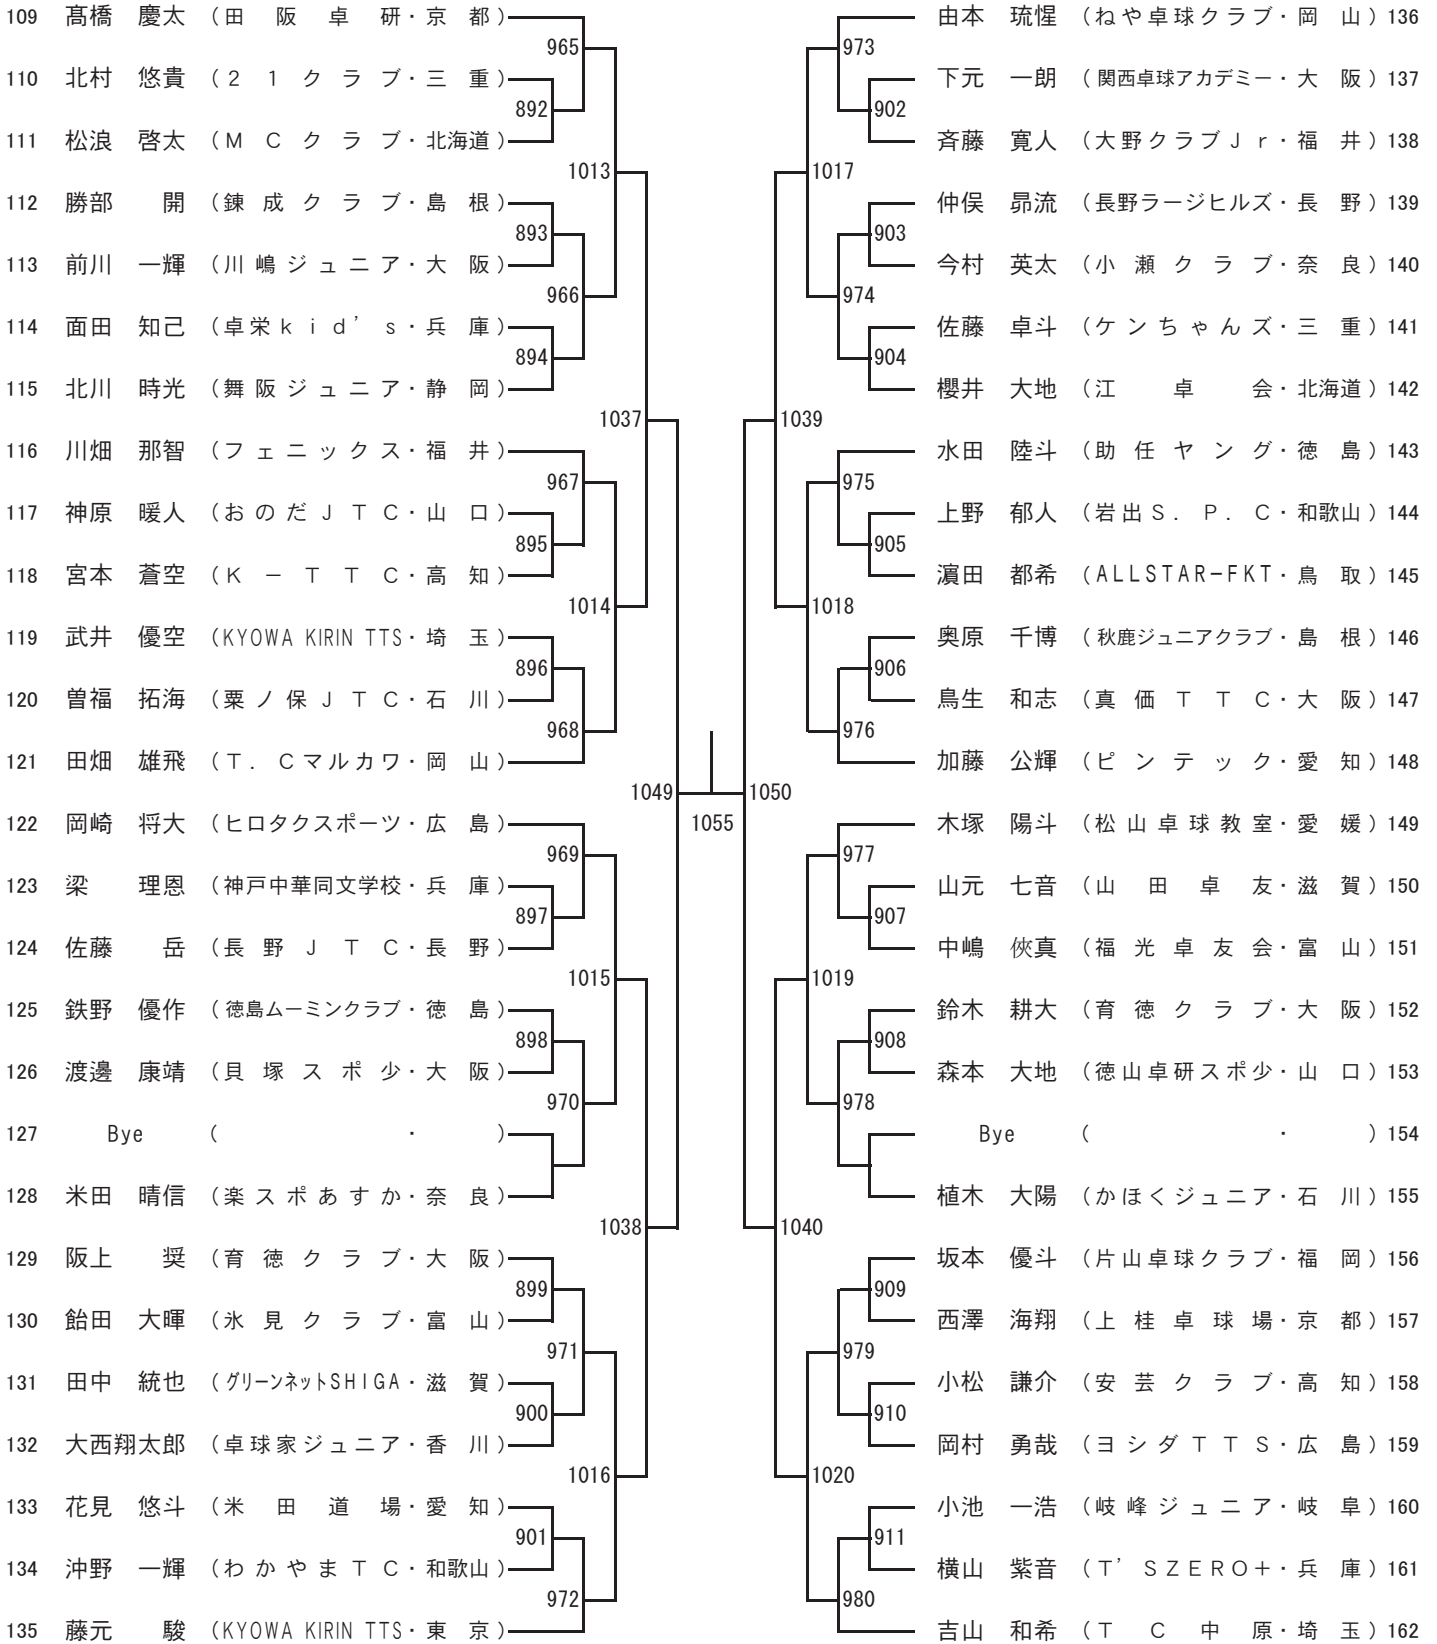 109 髙橋 慶太 (田阪卓研・京都)
965
110 北村 悠貴 (21クラブ・三重)
892
111 松浪 啓太 (MCクラブ・北海道)
1013
112 勝部 開 (錬成クラブ・島根)
893
113 前川 一輝 (川嶋ジュニア・大阪)
966
114 面田 知己 (卓栄kid's・兵庫)
894
115 北川 時光 (舞阪ジュニア・静岡)
1037
116 川畑 那智 (フェニックス・福井)
967
117 神原 暖人 (おのだJTC・山口)
895
118 宮本 蒼空 (K−TTC・高知)
1014
119 武井 優空 (KYOWA KIRIN TTS・埼玉)
896
120 曽福 拓海 (粟ノ保JTC・石川)
968
121 田畑 雄飛 (T.Cマルカワ・岡山)
1049
122 岡崎 将大 (ヒロタクスポーツ・広島)
969
123 梁 理恩 (神戸中華同文学校・兵庫)
897
124 佐藤 岳 (長野JTC・長野)
1015
125 鉄野 優作 (徳島ムーミンクラブ・徳島)
898
126 渡邊 康靖 (貝塚スポ少・大阪)
970
127 Bye ( ・ )
128 米田 晴信 (楽スポあすか・奈良)
1038
129 阪上 奨 (育徳クラブ・大阪)
899
130 飴田 大暉 (氷見クラブ・富山)
971
131 田中 統也 (グリーンネットSHIGA・滋賀)
900
132 大西翔太郎 (卓球家ジュニア・香川)
1016
133 花見 悠斗 (米田道場・愛知)
901
134 沖野 一輝 (わかやまTC・和歌山)
972
135 藤元 駿 (KYOWA KIRIN TTS・東京)
1055
由本 琉惺 (ねや卓球クラブ・岡山) 136
973
下元 一朗 (関西卓球アカデミー・大阪) 137
902
斉藤 寛人 (大野クラブJr・福井) 138
1017
仲俣 昴流 (長野ラージヒルズ・長野) 139
903
今村 英太 (小瀬クラブ・奈良) 140
974
佐藤 卓斗 (ケンちゃんズ・三重) 141
904
櫻井 大地 (江卓会・北海道) 142
1039
水田 陸斗 (助任ヤング・徳島) 143
975
上野 郁人 (岩出S.P.C・和歌山) 144
905
濵田 都希 (ALLSTAR−FKT・鳥取) 145
1018
奥原 千博 (秋鹿ジュニアクラブ・島根) 146
906
鳥生 和志 (真価TTC・大阪) 147
976
加藤 公輝 (ピンテック・愛知) 148
1050
木塚 陽斗 (松山卓球教室・愛媛) 149
977
山元 七音 (山田卓友・滋賀) 150
907
中嶋 俠真 (福光卓友会・富山) 151
1019
鈴木 耕大 (育徳クラブ・大阪) 152
908
森本 大地 (徳山卓研スポ少・山口) 153
978
Bye ( ・ ) 154
植木 大陽 (かほくジュニア・石川) 155
1040
坂本 優斗 (片山卓球クラブ・福岡) 156
909
西澤 海翔 (上桂卓球場・京都) 157
979
小松 謙介 (安芸クラブ・高知) 158
910
岡村 勇哉 (ヨシダTTS・広島) 159
1020
小池 一浩 (岐峰ジュニア・岐阜) 160
911
横山 紫音 (T'SZERO+・兵庫) 161
980
吉山 和希 (TC中原・埼玉) 162